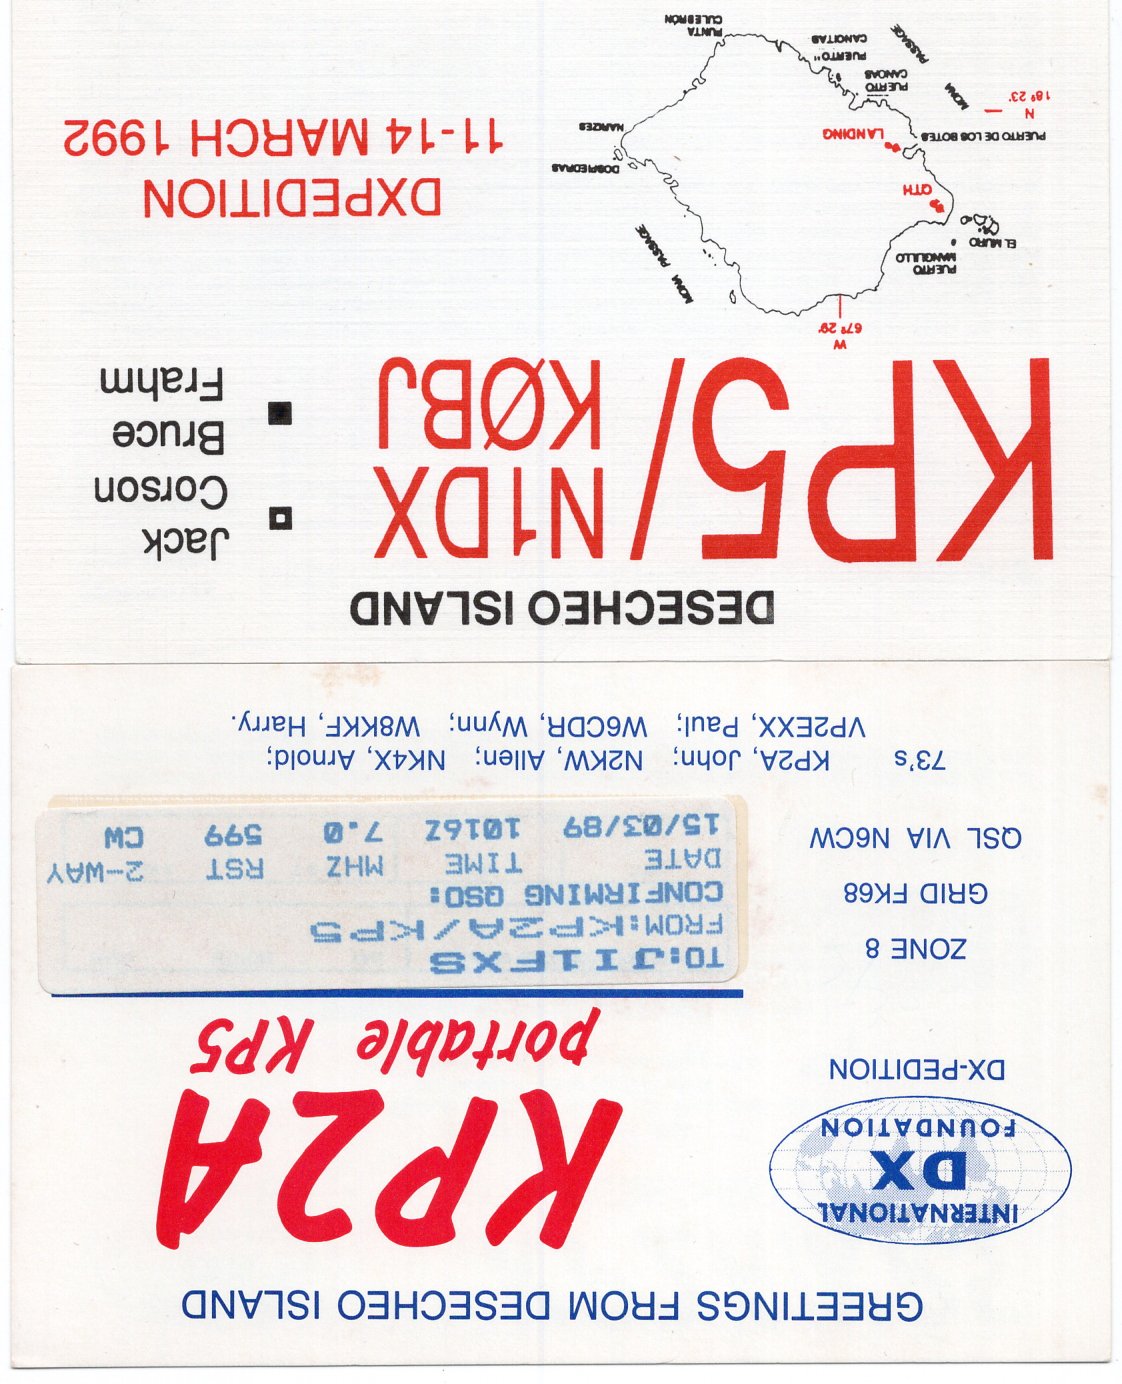 GREETINGS FROM DESECHEO ISLAND
INTERNATIONAL
DX
FOUNDATION
DX-PEDITION
KP2A
portable KP5
ZONE 8
GRID FK68
QSL VIA N6CW
TO:JI1FXS
FROM:KP2A/KP5
CONFIRMING QSO:
DATE TIME MHZ RST 2-WAY
15/03/89 1016Z 7.0 599 CW
73's KP2A, John; N2KW, Allen; NK4X, Arnold;
VP2EXX, Paul; W6CDR, Wynn; W8KKF, Harry.
DESECHEO ISLAND
KP5/N1DX
KØBJ
Jack
Corson
Bruce
Frahm
W
67° 29'
PUERTO
MANGLILLO
EL MURO
QTH
LANDING
PUERTO DE LOS BOTES
N
18° 23'
MONA PASSAGE
PUERTO
CANOAS
PUERTO "
CANOITAS
PUNTA
CULEBRÓN
MONA PASSAGE
DOSPIEDRAS
NARIZES
DXPEDITION
11-14 MARCH 1992